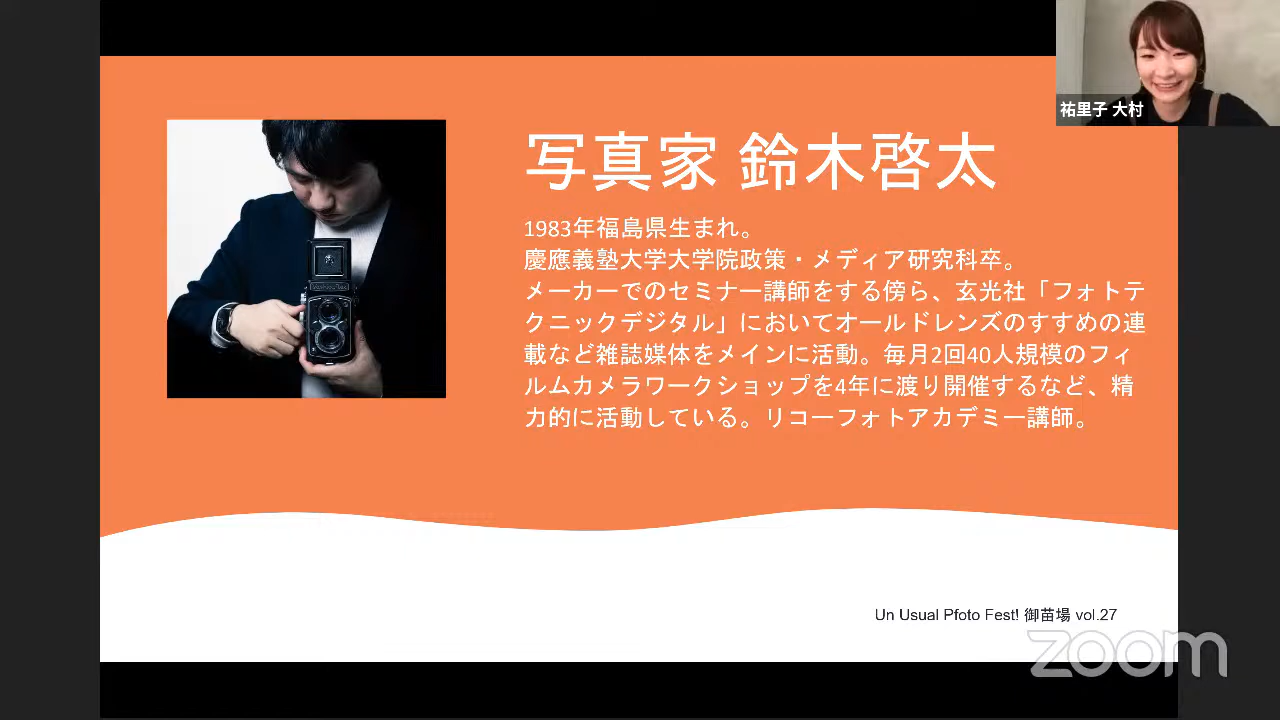 祐里子 大村
写真家 鈴木啓太
1983年福島県生まれ。
慶應義塾大学大学院政策・メディア研究科卒。
メーカーでのセミナー講師をする傍ら、玄光社「フォトテ
クニックデジタル」においてオールドレンズのすすめの連
載など雑誌媒体をメインに活動。毎月2回40人規模のフィ
ルムカメラワークショップを4年に渡り開催するなど、精
力的に活動している。リコーフォトアカデミー講師。
Un Usual Pfoto Fest! 御苗場 vol.27
zoom